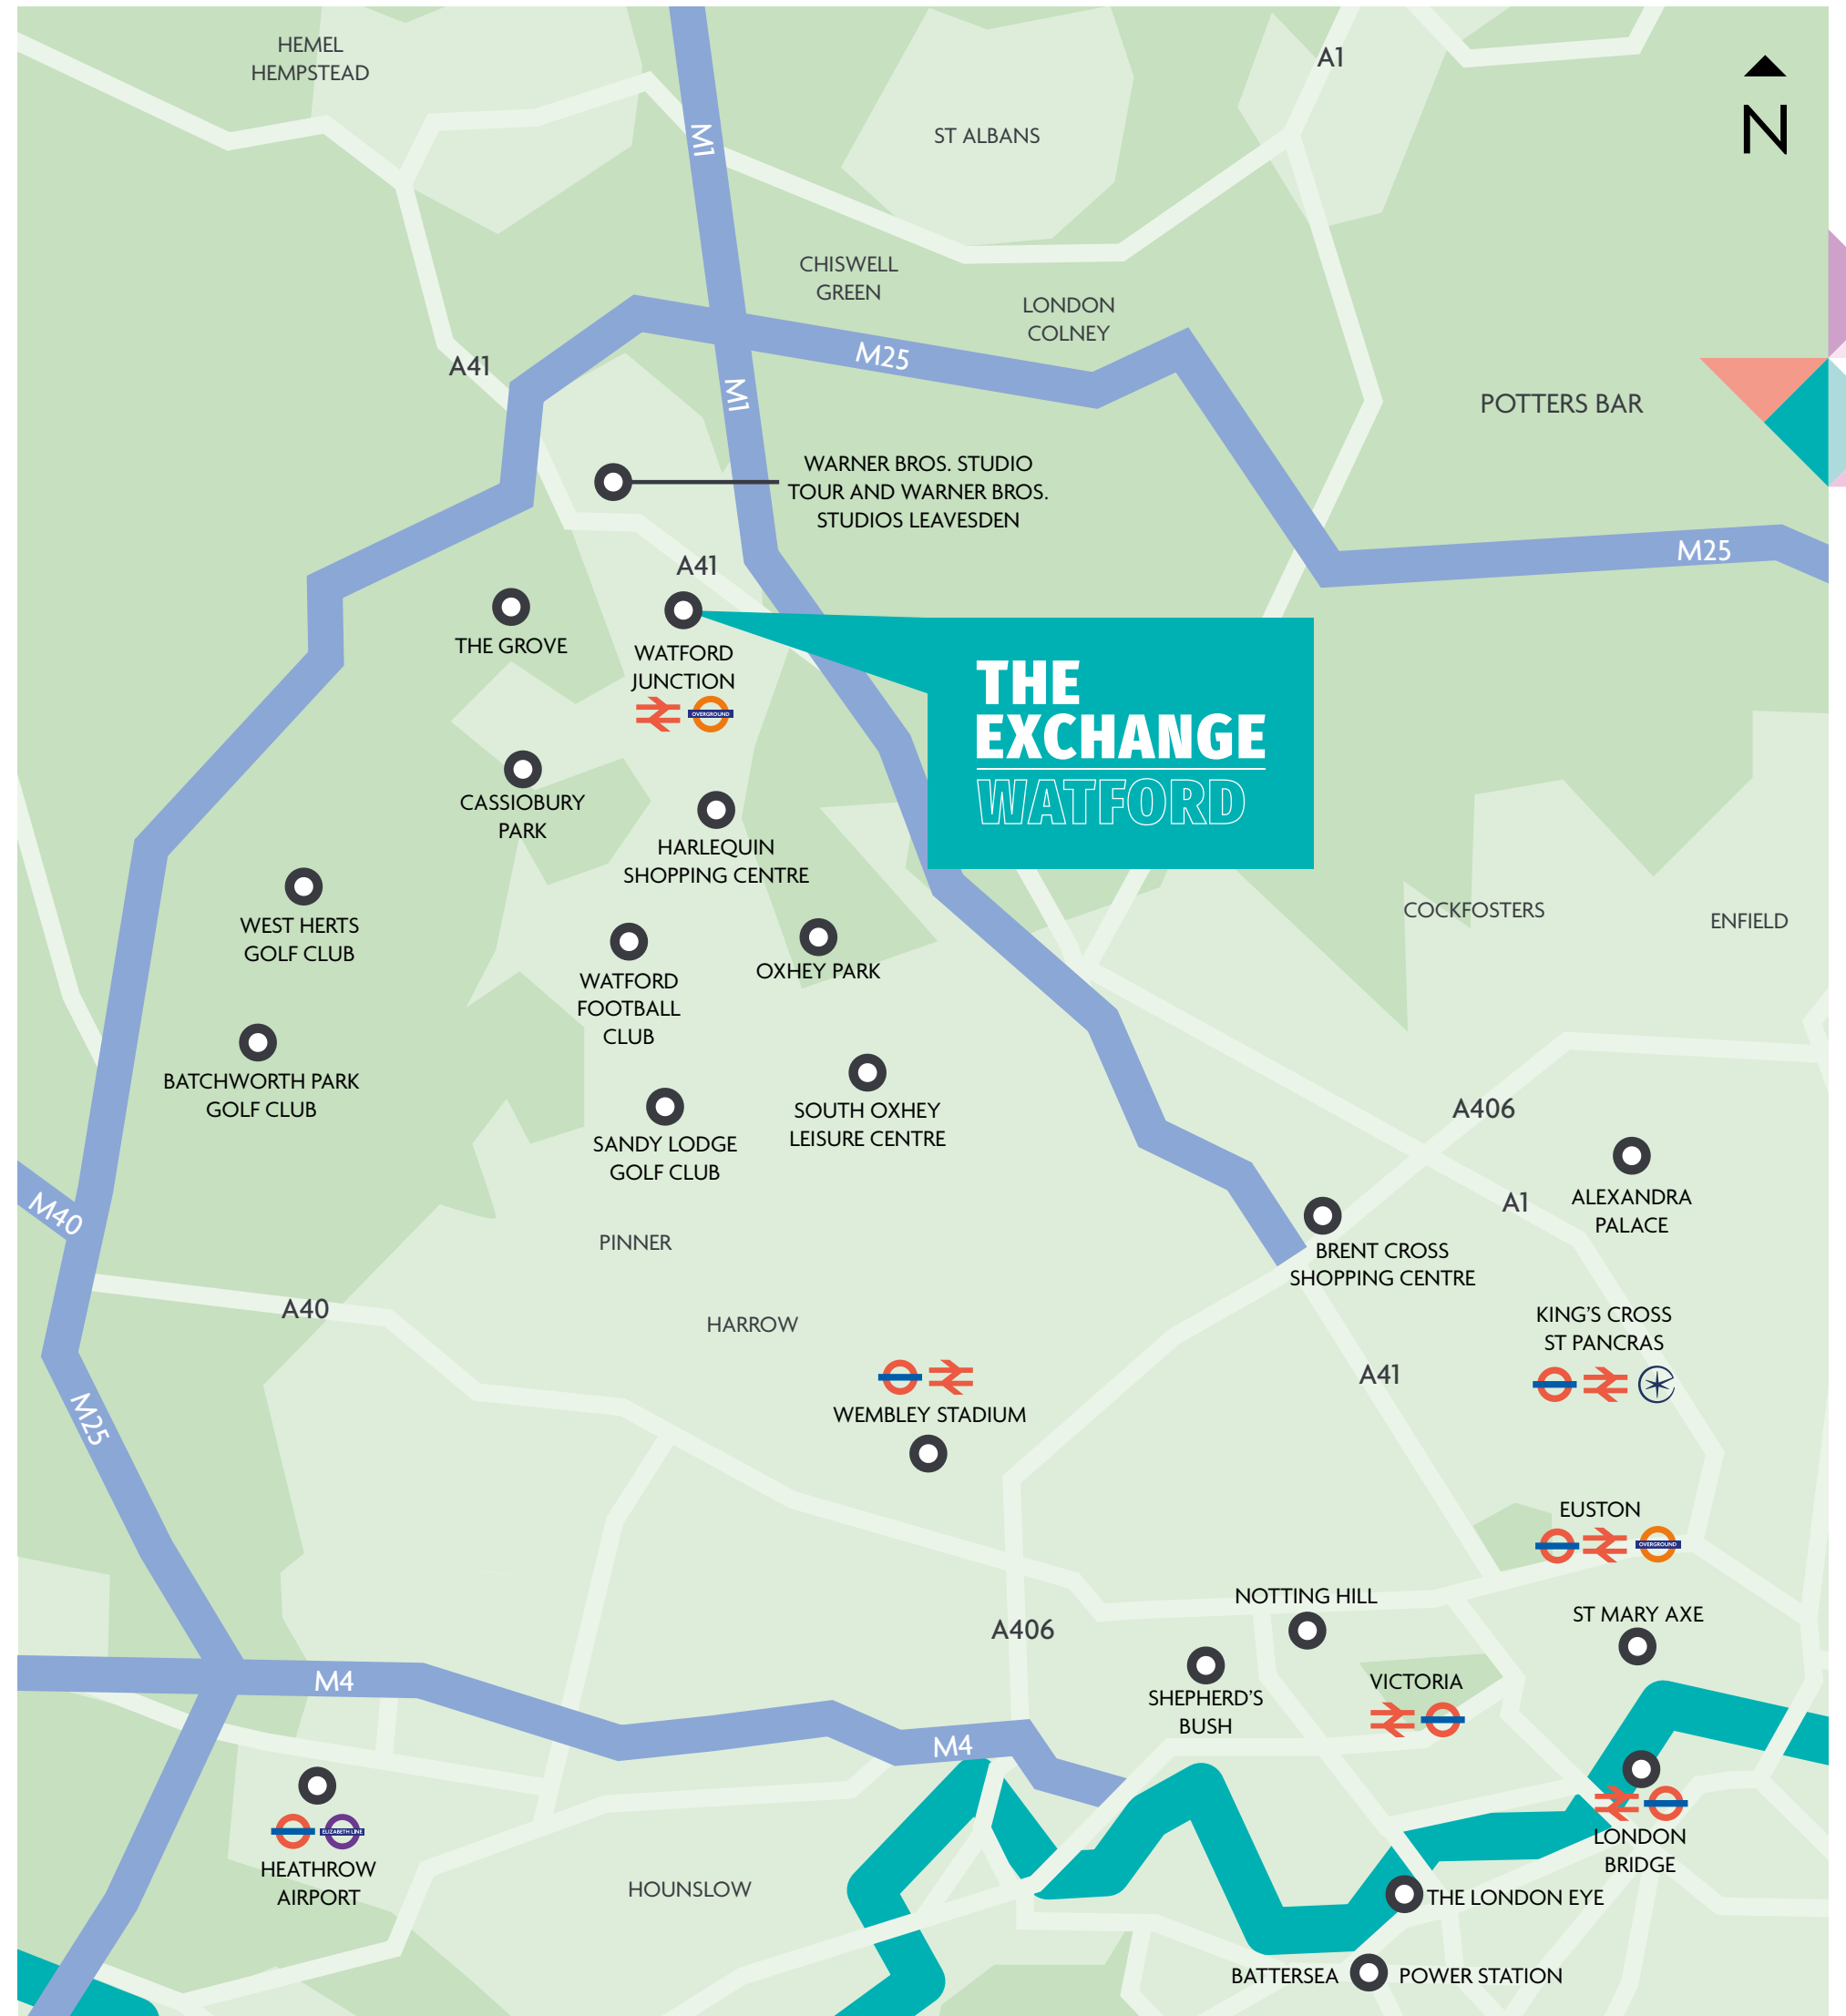 HEMEL
HEMPSTEAD
A1
N
M1
ST ALBANS
CHISWELL
GREEN
LONDON
COLNEY
A41
M25
M1
POTTERS BAR
WARNER BROS. STUDIO
TOUR AND WARNER BROS.
STUDIOS LEAVESDEN
M25
A41
THE GROVE
WATFORD
JUNCTION
OVERGROUND
THE
EXCHANGE
WATFORD
CASSIOBURY
PARK
HARLEQUIN
SHOPPING CENTRE
WEST HERTS
GOLF CLUB
COCKFOSTERS
ENFIELD
WATFORD
FOOTBALL
CLUB
OXHEY PARK
BATCHWORTH PARK
GOLF CLUB
SOUTH OXHEY
LEISURE CENTRE
SANDY LODGE
GOLF CLUB
A406
M40
A1
ALEXANDRA
PALACE
PINNER
BRENT CROSS
SHOPPING CENTRE
A40
HARROW
KING'S CROSS
ST PANCRAS
A41
M25
WEMBLEY STADIUM
EUSTON
OVERGROUND
NOTTING HILL
ST MARY AXE
A406
M4
VICTORIA
SHEPHERD'S
BUSH
M4
ELIZABETH LINE
HEATHROW
AIRPORT
LONDON
BRIDGE
HOUNSLOW
THE LONDON EYE
BATTERSEA POWER STATION